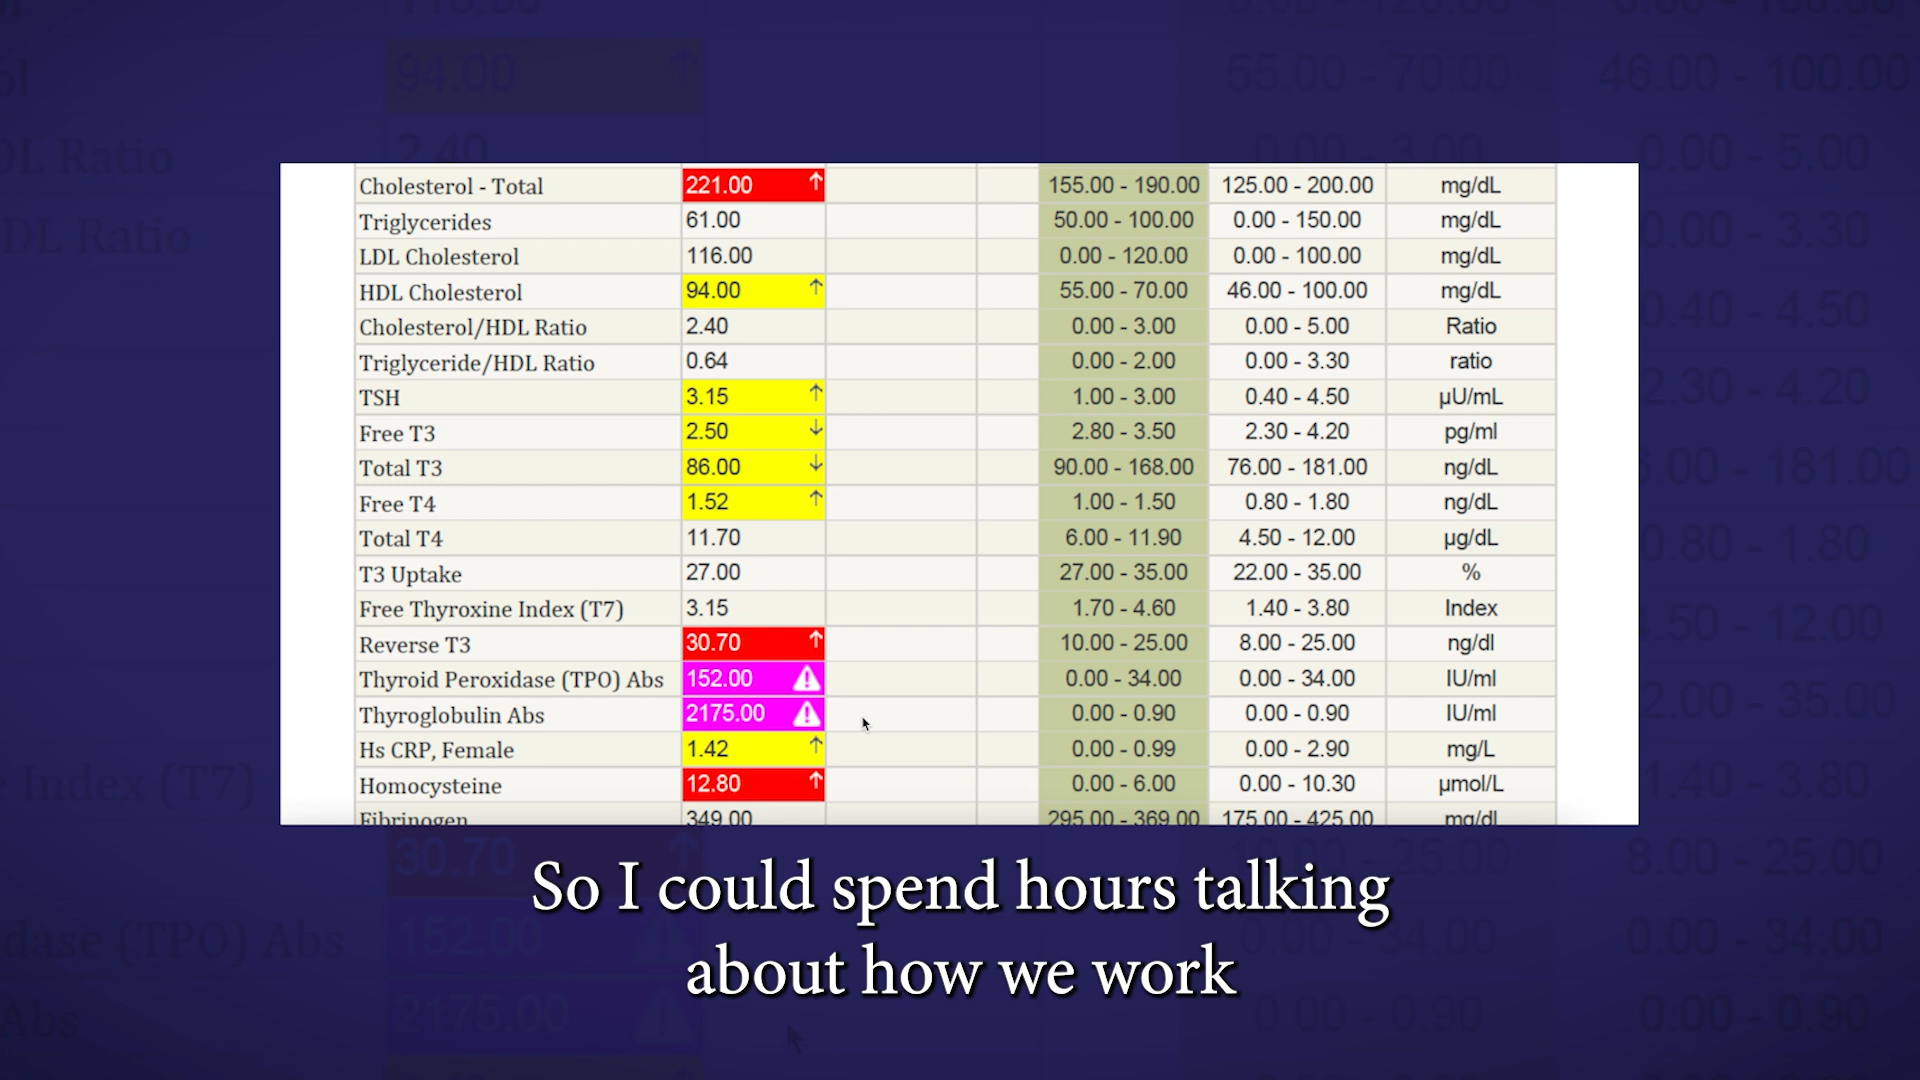 Cholesterol - Total 221.00 ↑ 155.00 - 190.00 125.00 - 200.00 mg/dL
Triglycerides 61.00 50.00 - 100.00 0.00 - 150.00 mg/dL
LDL Cholesterol 116.00 0.00 - 120.00 0.00 - 100.00 mg/dL
HDL Cholesterol 94.00 ↑ 55.00 - 70.00 46.00 - 100.00 mg/dL
Cholesterol/HDL Ratio 2.40 0.00 - 3.00 0.00 - 5.00 Ratio
Triglyceride/HDL Ratio 0.64 0.00 - 2.00 0.00 - 3.30 ratio
TSH 3.15 ↑ 1.00 - 3.00 0.40 - 4.50 µU/mL
Free T3 2.50 ↓ 2.80 - 3.50 2.30 - 4.20 pg/ml
Total T3 86.00 ↓ 90.00 - 168.00 76.00 - 181.00 ng/dL
Free T4 1.52 ↑ 1.00 - 1.50 0.80 - 1.80 ng/dL
Total T4 11.70 6.00 - 11.90 4.50 - 12.00 µg/dL
T3 Uptake 27.00 27.00 - 35.00 22.00 - 35.00 %
Free Thyroxine Index (T7) 3.15 1.70 - 4.60 1.40 - 3.80 Index
Reverse T3 30.70 ↑ 10.00 - 25.00 8.00 - 25.00 ng/dl
Thyroid Peroxidase (TPO) Abs 152.00 0.00 - 34.00 0.00 - 34.00 IU/ml
Thyroglobulin Abs 2175.00 0.00 - 0.90 0.00 - 0.90 IU/ml
Hs CRP, Female 1.42 ↑ 0.00 - 0.99 0.00 - 2.90 mg/L
Homocysteine 12.80 ↑ 0.00 - 6.00 0.00 - 10.30 µmol/L
Fibrinogen 349.00 295.00 - 369.00 175.00 - 425.00 mg/dl
So I could spend hours talking
about how we work